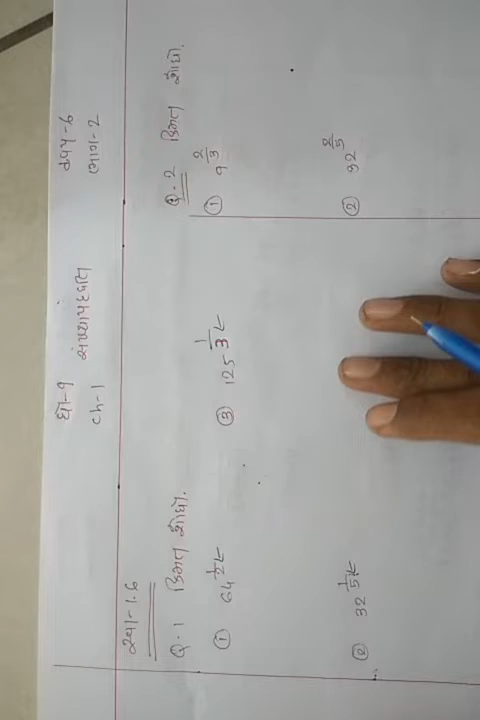 ધો-૧ સંખ્યાપદ્ધતિ
ch-1
ભાગ-2
સ્વા-1.6
Q.1 કિંમત શોધો.
① 64^(1/2)
② 32^(1/5)
③ 125^(1/3)
Q.2 કિંમત શોધો.
① 9^(2/3)
② 32^(2/5)